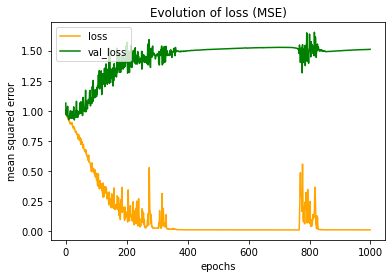 Evolution of loss (MSE)
loss
val_loss
mean squared error
1.50
1.25
1.00
0.75
0.50
0.25
0.00
0 200 400 600 800 1000
epochs